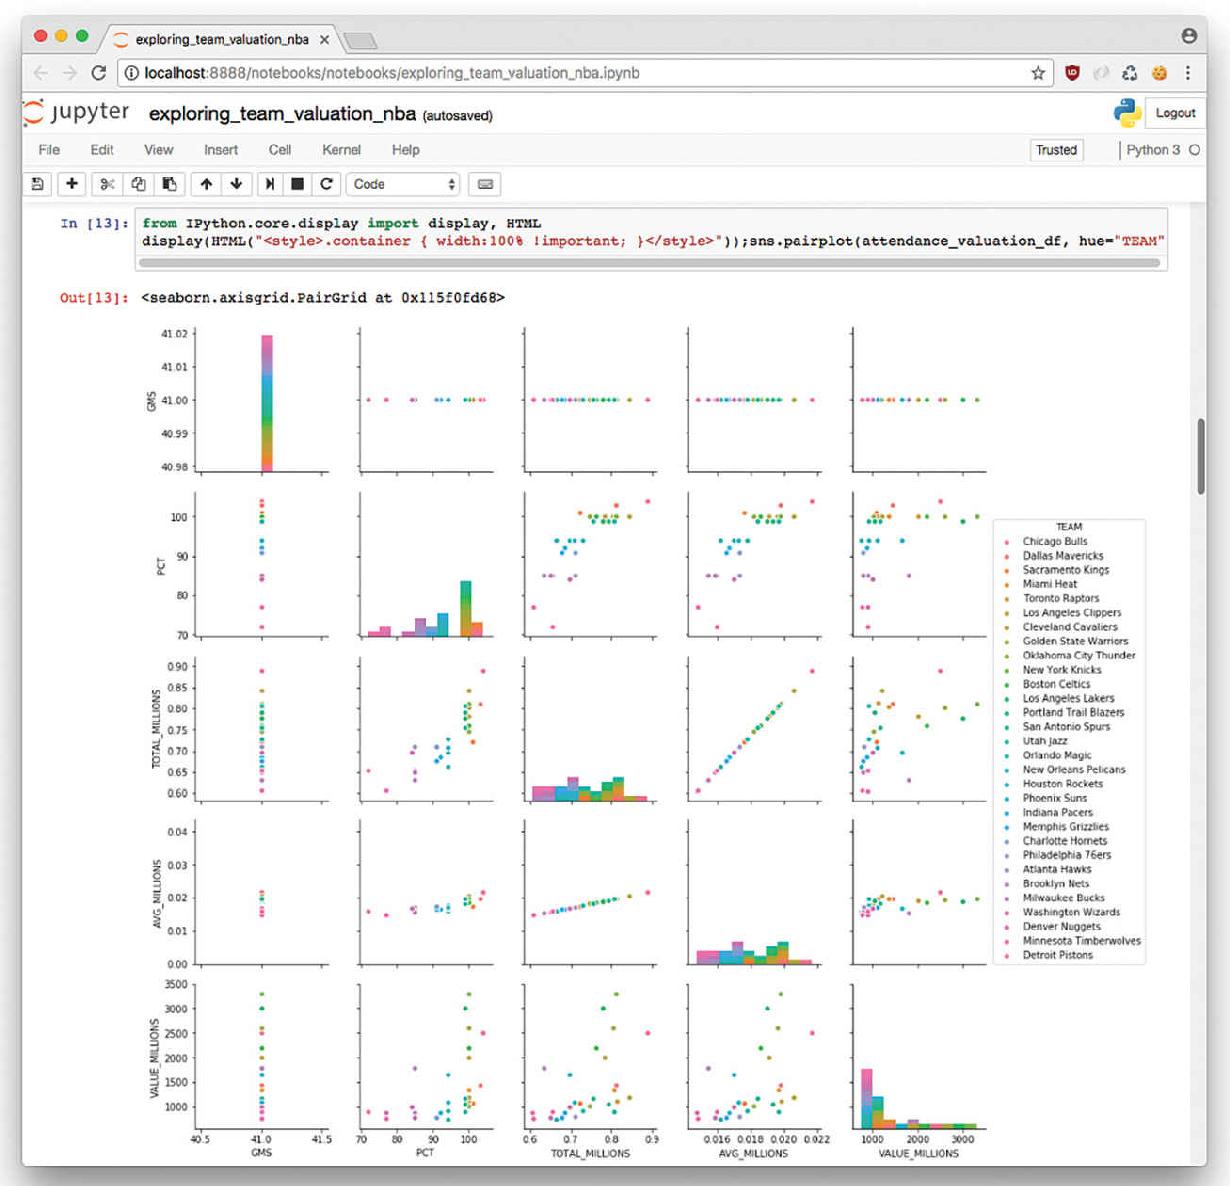 exploring_team_valuation_nba
localhost:8888/notebooks/notebooks/exploring_team_valuation_nba.ipynb
jupyter exploring_team_valuation_nba (autosaved)
Logout
File Edit View Insert Cell Kernel Help
Trusted
Python 3
Code
In [13]:
from IPython.core.display import display, HTML
display(HTML("<style>.container { width:100% !important; }</style>"));sns.pairplot(attendance_valuation_df, hue="TEAM"
Out[13]: <seaborn.axisgrid.PairGrid at 0x115f0fd68>
41.02
41.01
41.00
40.99
40.98
GMS
100
90
80
70
PCT
0.90
0.85
0.80
0.75
0.70
0.65
0.60
TOTAL_MILLIONS
0.04
0.03
0.02
0.01
0.00
AVG_MILLIONS
3500
3000
2500
2000
1500
1000
VALUE_MILLIONS
40.5 41.0 41.5
GMS
70 80 90 100
PCT
0.6 0.7 0.8 0.9
TOTAL_MILLIONS
0.016 0.018 0.020 0.022
AVG_MILLIONS
1000 2000 3000
VALUE_MILLIONS
TEAM
Chicago Bulls
Dallas Mavericks
Sacramento Kings
Miami Heat
Toronto Raptors
Los Angeles Clippers
Cleveland Cavaliers
Golden State Warriors
Oklahoma City Thunder
New York Knicks
Boston Celtics
Los Angeles Lakers
Portland Trail Blazers
San Antonio Spurs
Utah Jazz
Orlando Magic
New Orleans Pelicans
Houston Rockets
Phoenix Suns
Indiana Pacers
Memphis Grizzlies
Charlotte Hornets
Philadelphia 76ers
Atlanta Hawks
Brooklyn Nets
Milwaukee Bucks
Washington Wizards
Denver Nuggets
Minnesota Timberwolves
Detroit Pistons